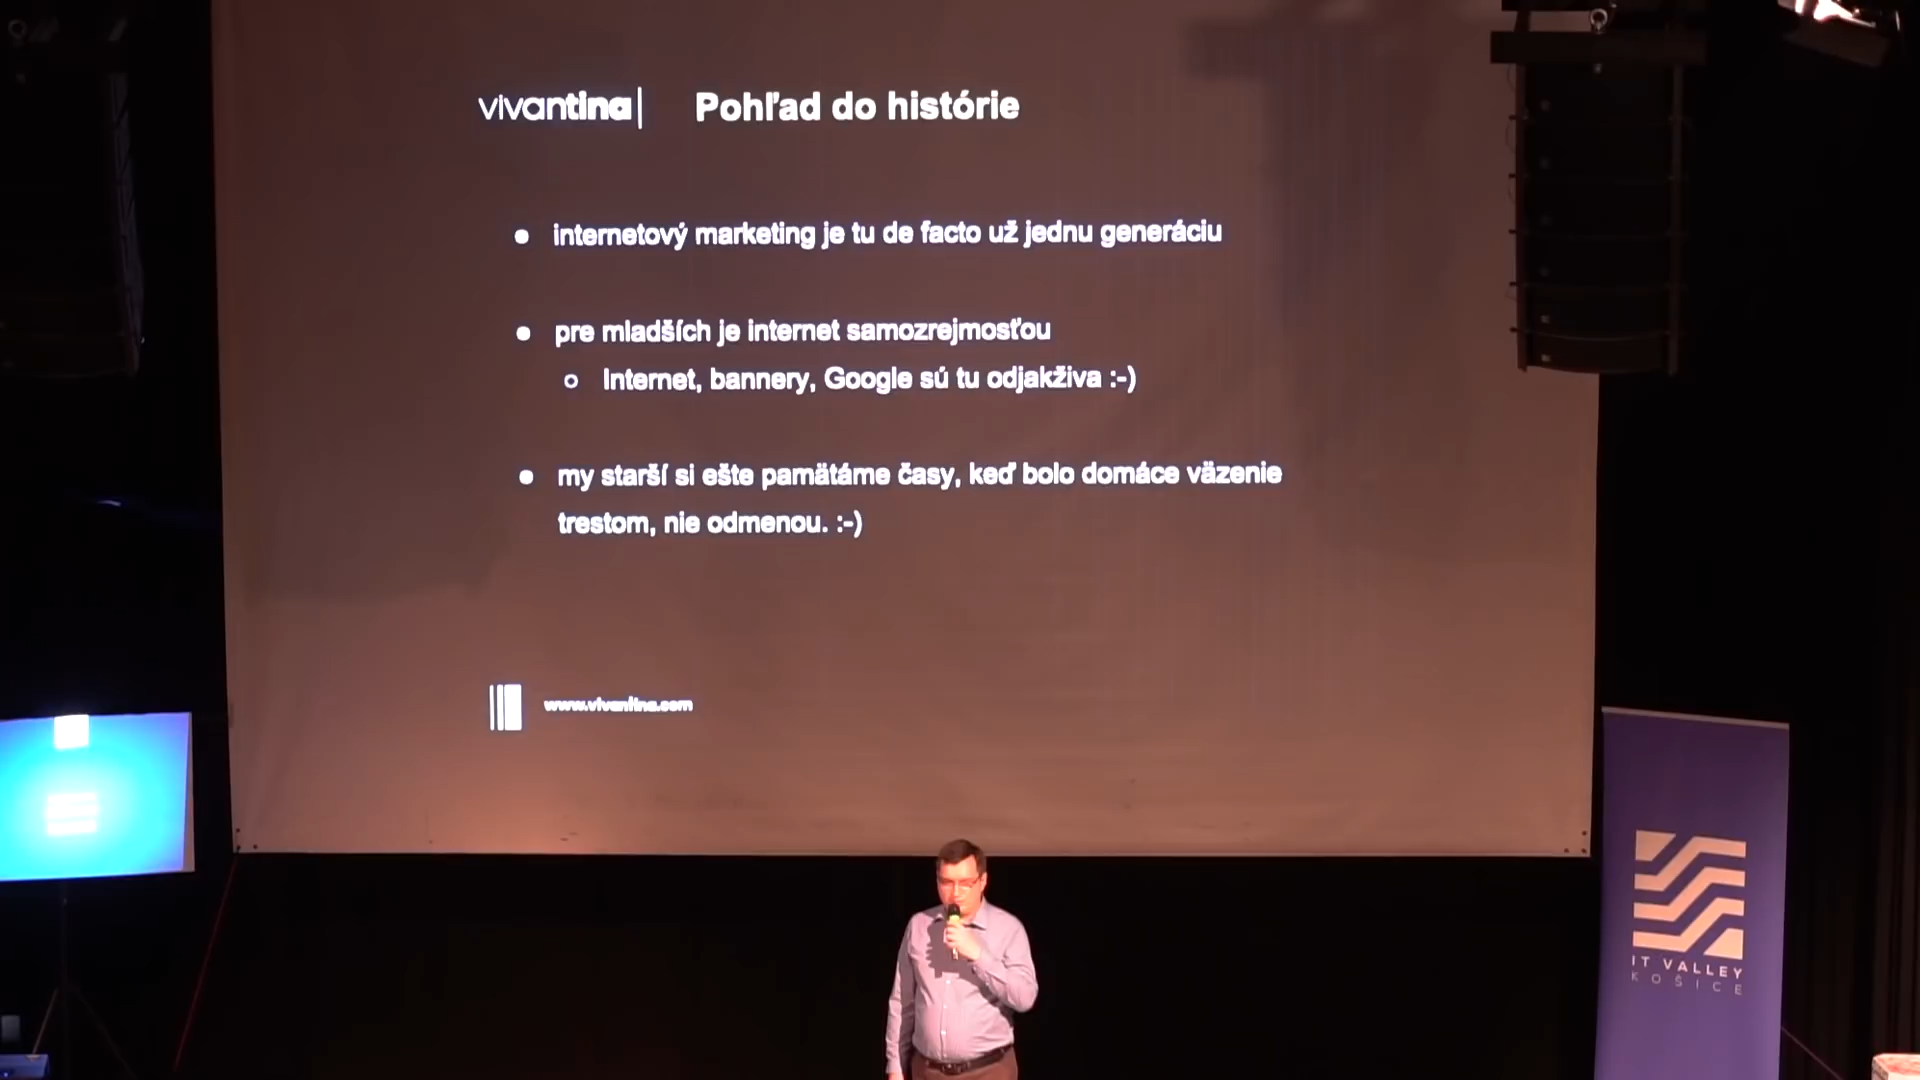 vivantina| Pohľad do histórie
internetový marketing je tu de facto už jednu generáciu
pre mladších je internet samozrejmosťou
Internet, bannery, Google sú tu odjakživa :-)
my starší si ešte pamätáme časy, keď bolo domáce väzenie
trestom, nie odmenou. :-)
www.vivantina.com
IT VALLEY
KOŠICE